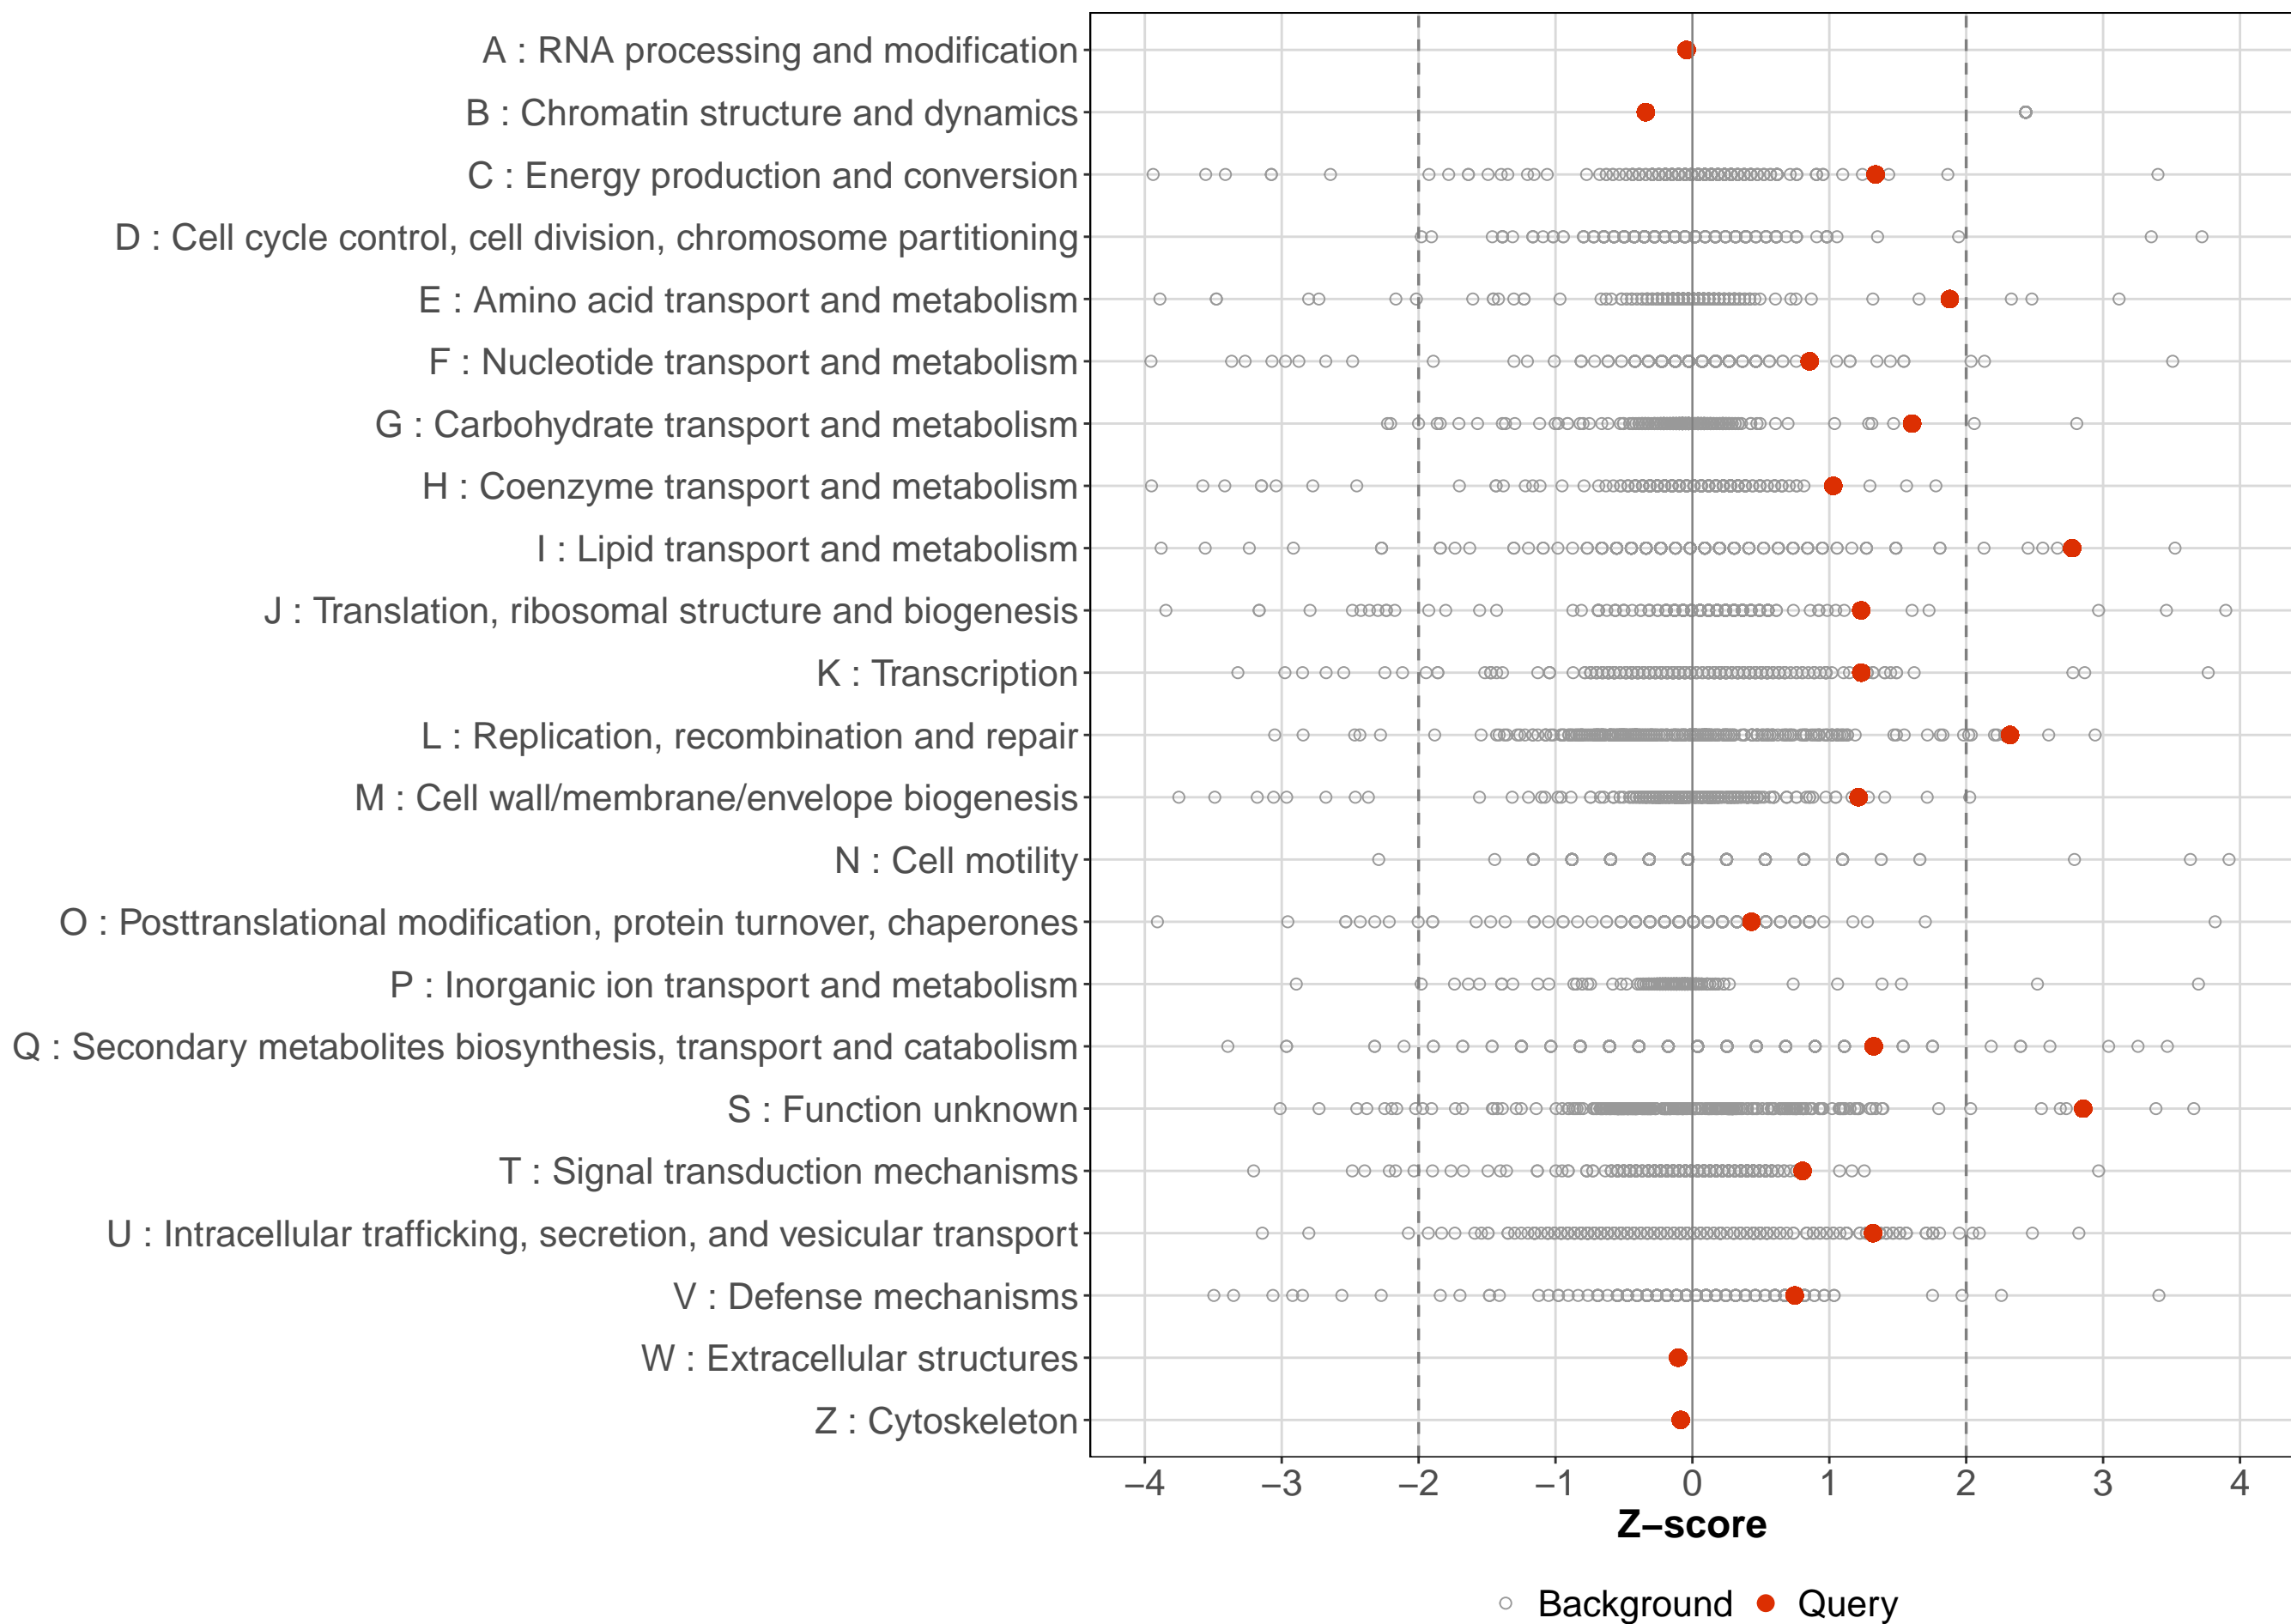 A : RNA processing and modification
B : Chromatin structure and dynamics
C : Energy production and conversion
D : Cell cycle control, cell division, chromosome partitioning
E : Amino acid transport and metabolism
F : Nucleotide transport and metabolism
G : Carbohydrate transport and metabolism
H : Coenzyme transport and metabolism
I : Lipid transport and metabolism
J : Translation, ribosomal structure and biogenesis
K : Transcription
L : Replication, recombination and repair
M : Cell wall/membrane/envelope biogenesis
N : Cell motility
O : Posttranslational modification, protein turnover, chaperones
P : Inorganic ion transport and metabolism
Q : Secondary metabolites biosynthesis, transport and catabolism
S : Function unknown
T : Signal transduction mechanisms
U : Intracellular trafficking, secretion, and vesicular transport
V : Defense mechanisms
W : Extracellular structures
Z : Cytoskeleton
−4 −3 −2 −1 0 1 2 3 4
Z−score
Background Query